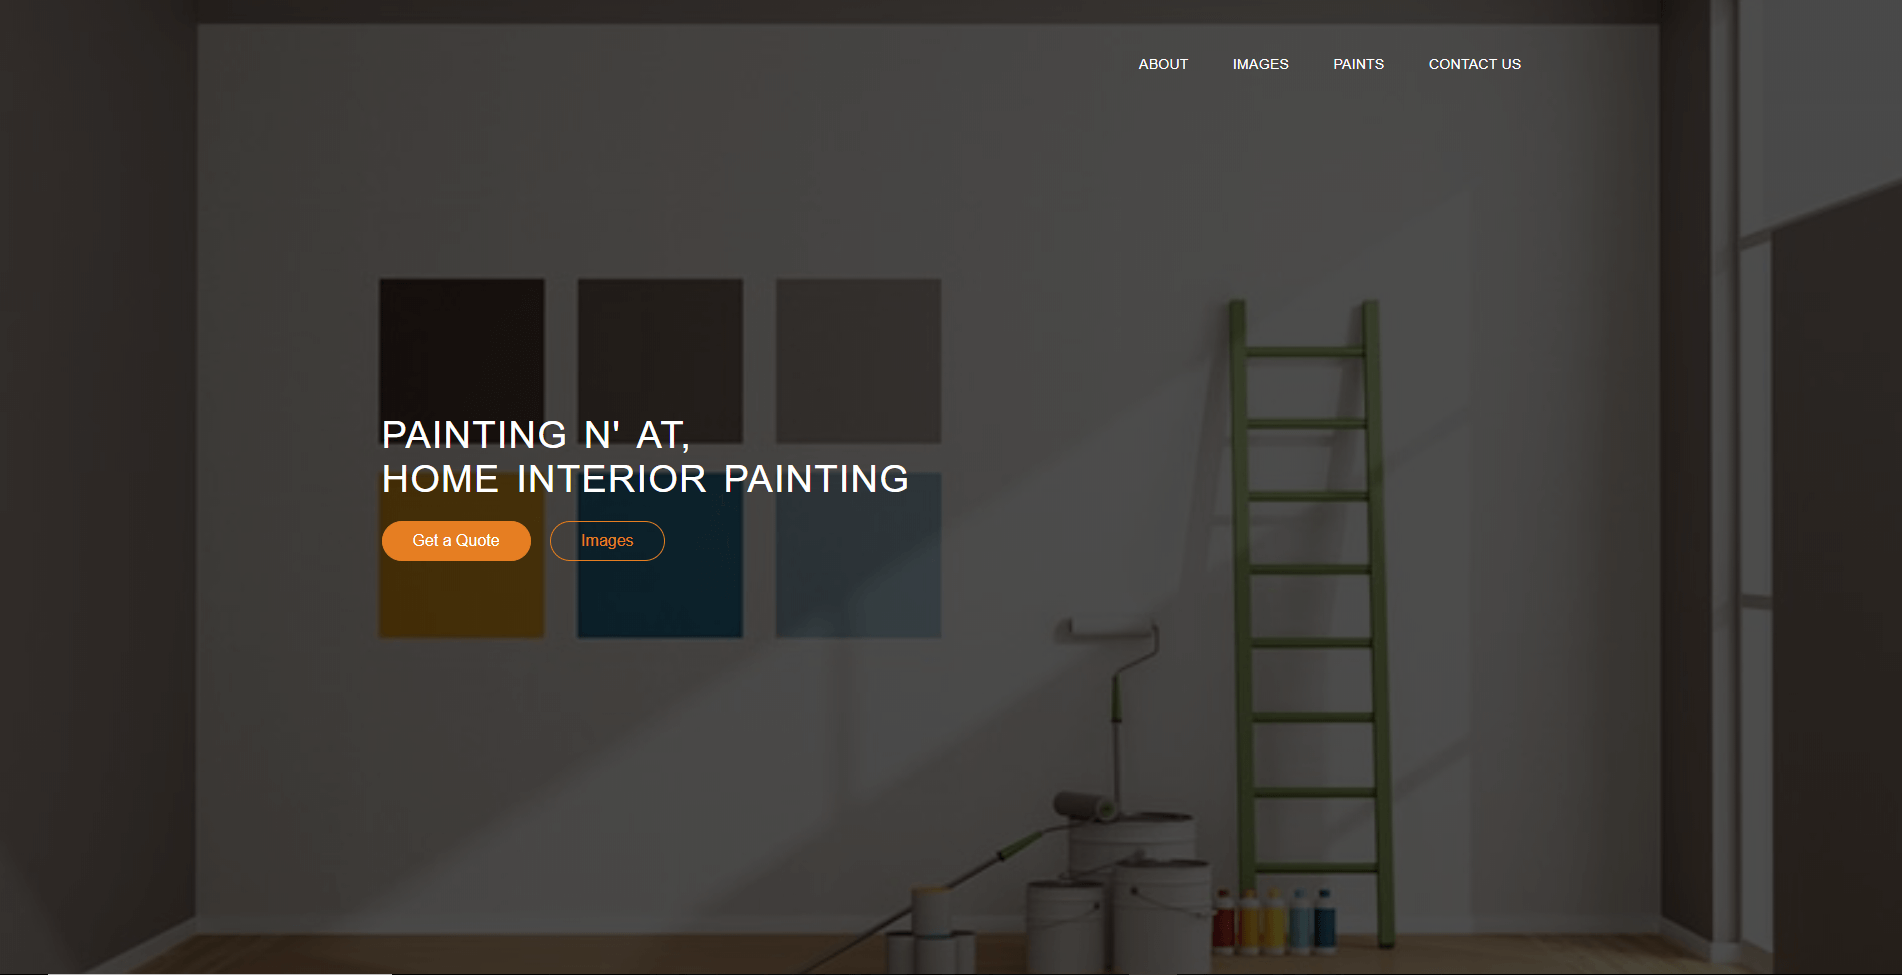 ABOUT IMAGES PAINTS CONTACT US
PAINTING N' AT,
HOME INTERIOR PAINTING
Get a Quote Images